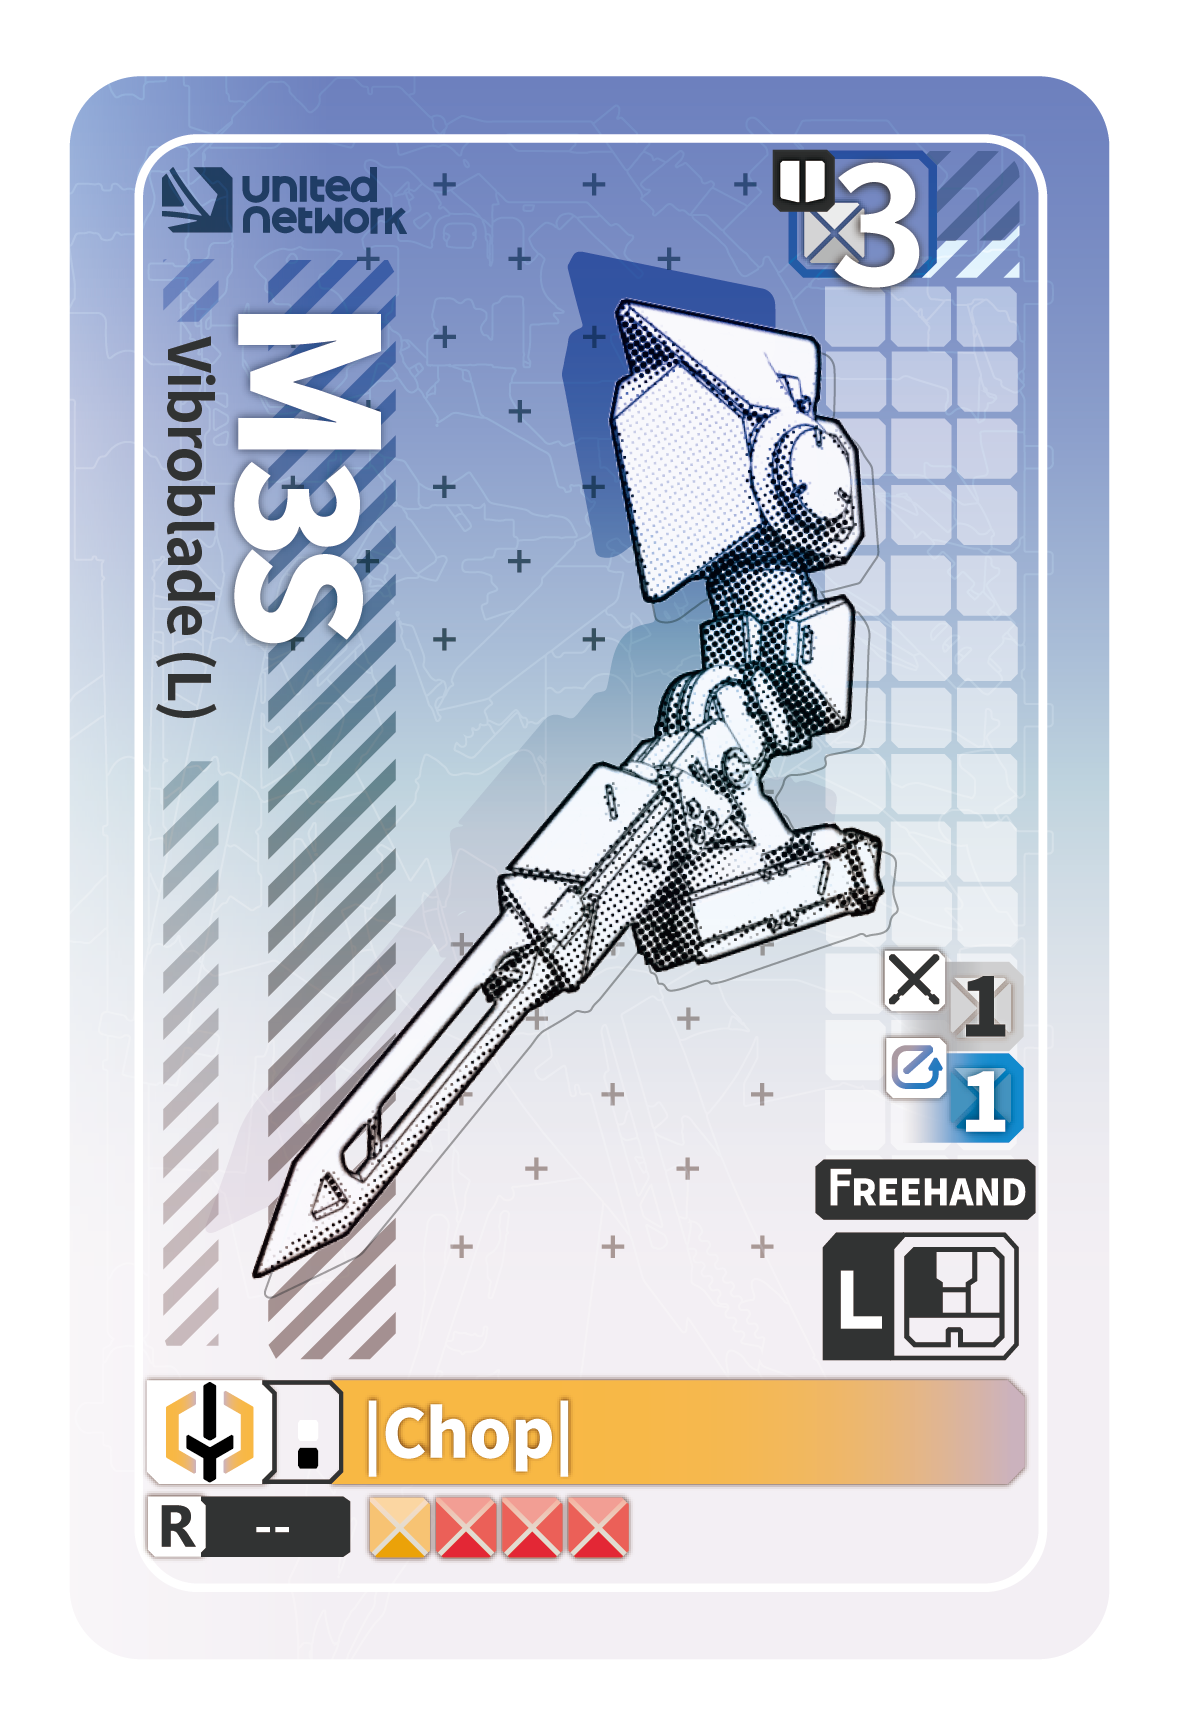 UNITED
NETWORK
3
M3S
Vibroblade (L)
1
1
FREEHAND
L
|Chop|
R
--